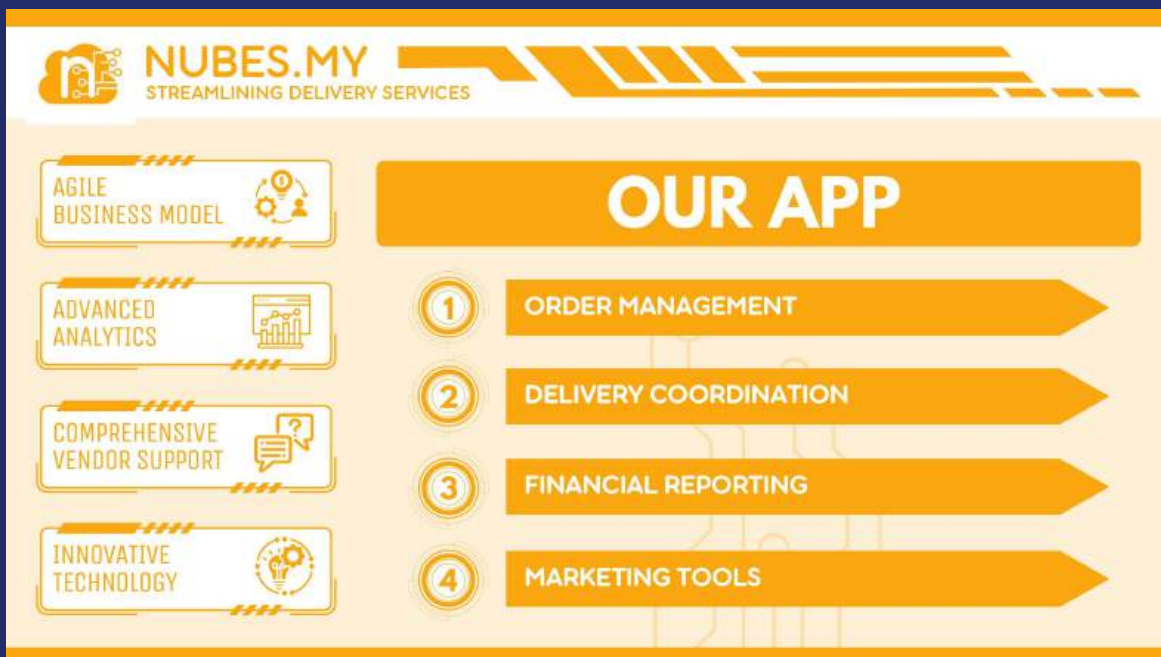 NUBES.MY
STREAMLINING DELIVERY SERVICES
AGILE
BUSINESS MODEL
ADVANCED
ANALYTICS
COMPREHENSIVE
VENDOR SUPPORT
INNOVATIVE
TECHNOLOGY
OUR APP
1 ORDER MANAGEMENT
2 DELIVERY COORDINATION
3 FINANCIAL REPORTING
4 MARKETING TOOLS